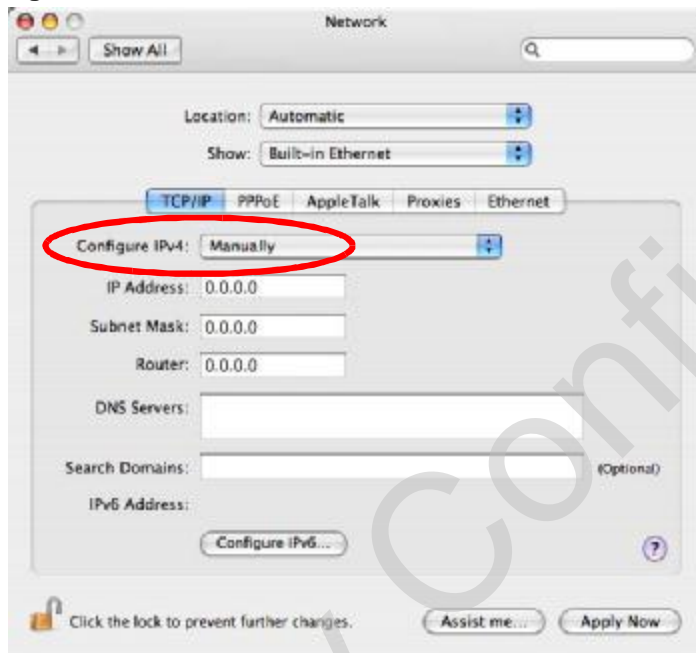 Network
Show All
Location: Automatic
Show: Built-in Ethernet
TCP/IP PPPoE AppleTalk Proxies Ethernet
Configure IPv4: Manually
IP Address: 0.0.0.0
Subnet Mask: 0.0.0.0
Router: 0.0.0.0
DNS Servers:
Search Domains: (Optional)
IPv6 Address:
Configure IPv6...
?
Click the lock to prevent further changes. Assist me... Apply Now